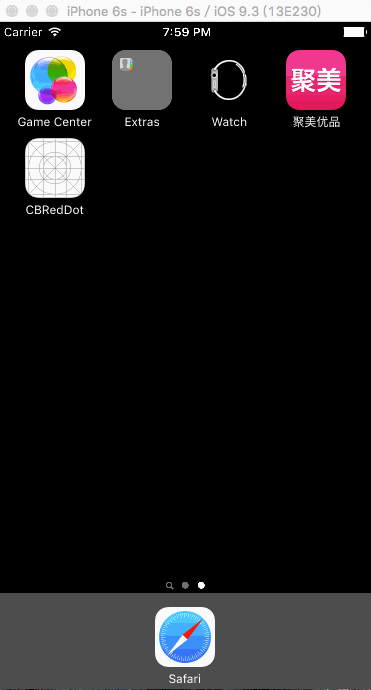 iPhone 6s - iPhone 6s / iOS 9.3 (13E230)
Carrier 7:59 PM
Game Center Extras Watch 聚美优品
聚美
CBRedDot
Safari